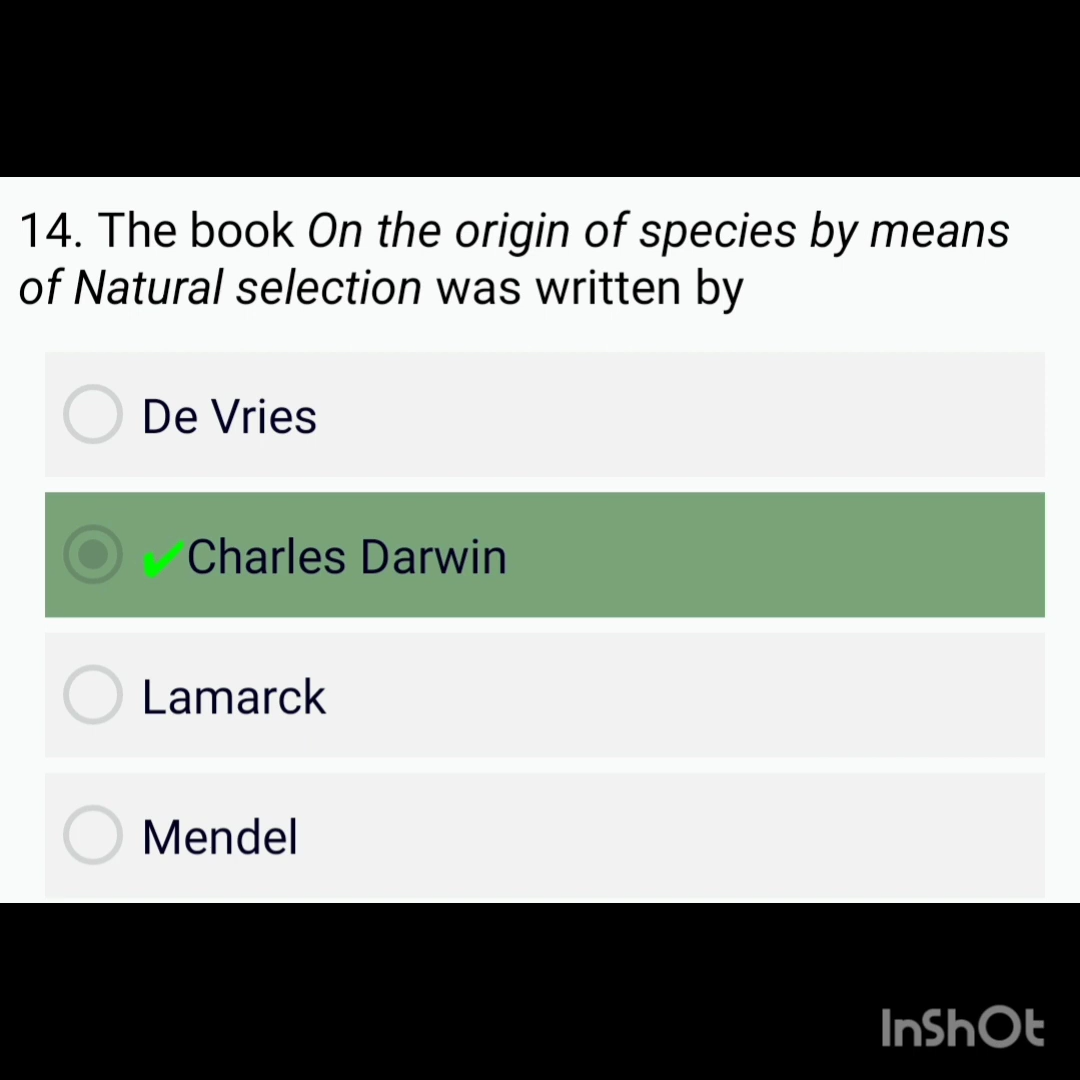 14. The book On the origin of species by means
of Natural selection was written by
De Vries
✔Charles Darwin
Lamarck
Mendel
InShOt